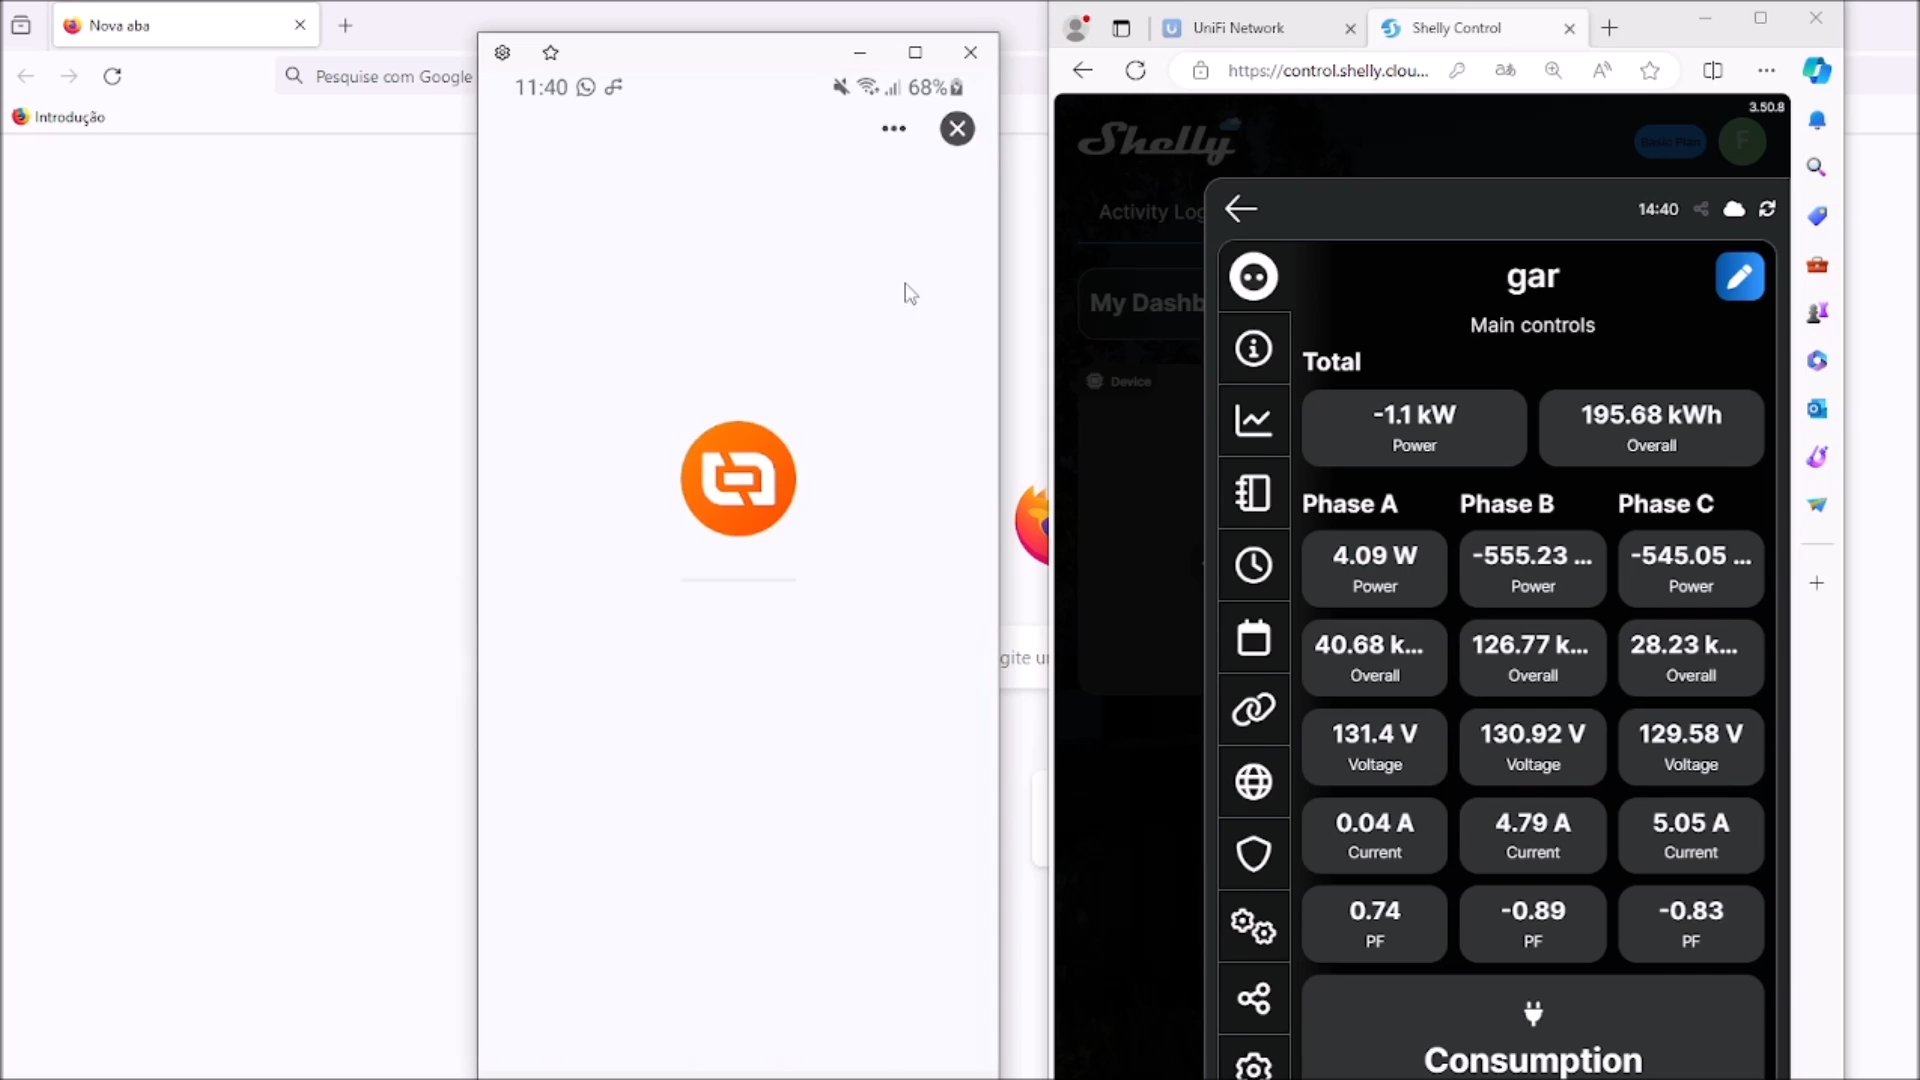 Nova aba
Pesquise com Google
Introdução
11:40
68%
gite u
UniFi Network
Shelly Control
https://control.shelly.clou...
3.50.8
Shelly
Basic Plan
F
Activity Log
My Dashb
Device
14:40
gar
Main controls
Total
-1.1 kW
Power
195.68 kWh
Overall
Phase A
Phase B
Phase C
4.09 W
Power
-555.23 ...
Power
-545.05 ...
Power
40.68 k...
Overall
126.77 k...
Overall
28.23 k...
Overall
131.4 V
Voltage
130.92 V
Voltage
129.58 V
Voltage
0.04 A
Current
4.79 A
Current
5.05 A
Current
0.74
PF
-0.89
PF
-0.83
PF
Consumption